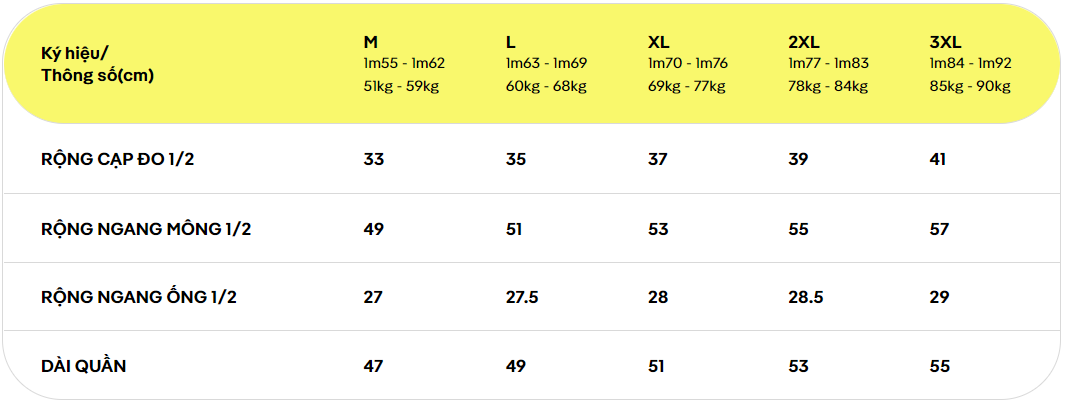 Ký hiệu/
Thông số(cm)
M L XL 2XL 3XL
1m55 - 1m62 1m63 - 1m69 1m70 - 1m76 1m77 - 1m83 1m84 - 1m92
51kg - 59kg 60kg - 68kg 69kg - 77kg 78kg - 84kg 85kg - 90kg
RỘNG CẠP ĐO 1/2 33 35 37 39 41
RỘNG NGANG MÔNG 1/2 49 51 53 55 57
RỘNG NGANG ỐNG 1/2 27 27.5 28 28.5 29
DÀI QUẦN 47 49 51 53 55